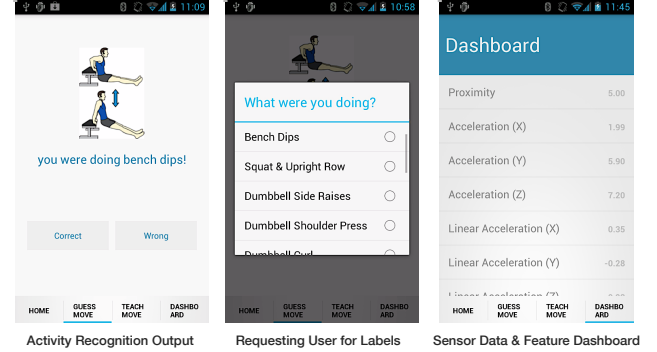 11:09
you were doing bench dips!
Correct
Wrong
HOME
GUESS
MOVE
TEACH
MOVE
DASHBO
ARD
Activity Recognition Output
10:58
What were you doing?
Bench Dips
Squat & Upright Row
Dumbbell Side Raises
Dumbbell Shoulder Press
Dumbbell Curl
HOME
GUESS
MOVE
TEACH
MOVE
DASHBO
ARD
Requesting User for Labels
11:45
Dashboard
Proximity 5.00
Acceleration (X) 1.99
Acceleration (Y) 5.90
Acceleration (Z) 7.20
Linear Acceleration (X) 0.35
Linear Acceleration (Y) -0.28
Linear Acceleration (Z)
HOME
GUESS
MOVE
TEACH
MOVE
DASHBO
ARD
Sensor Data & Feature Dashboard